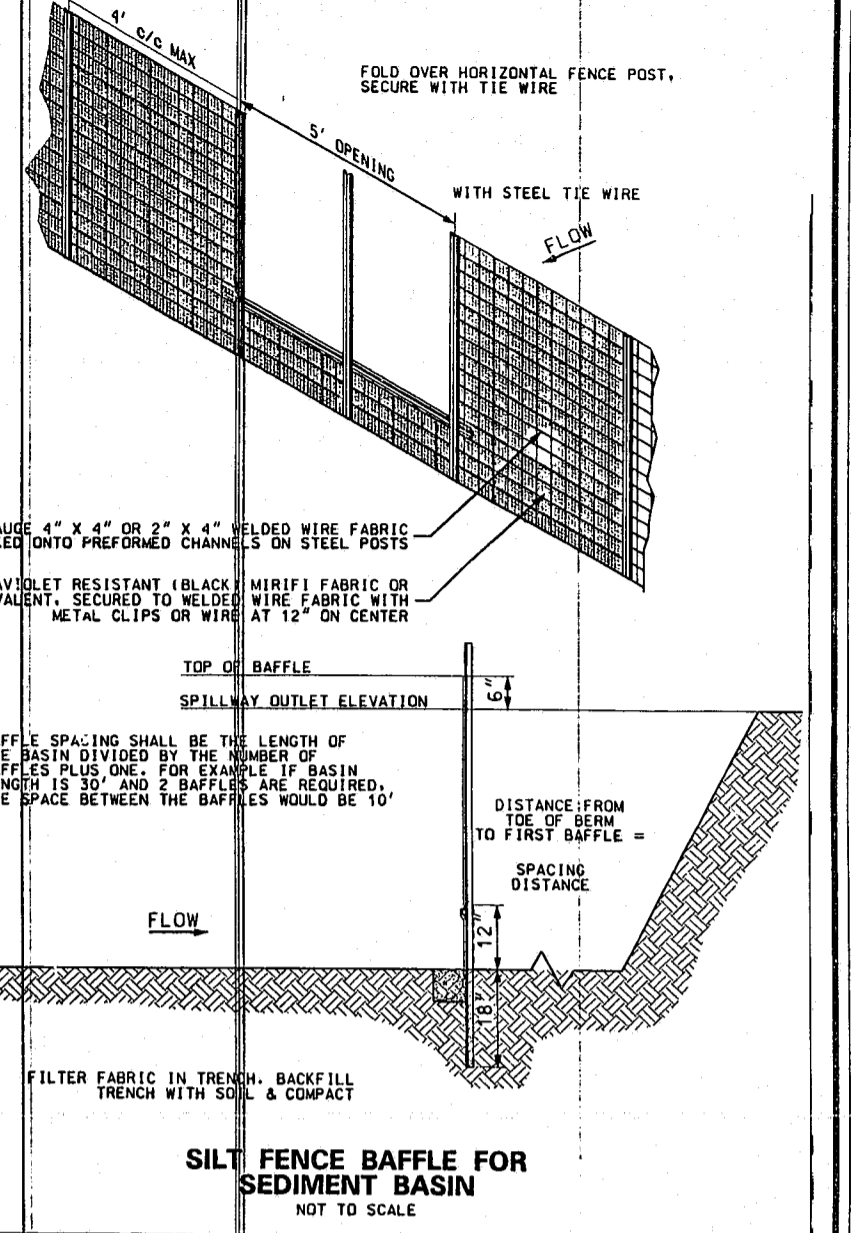 4' C/C MAX
FOLD OVER HORIZONTAL FENCE POST,
SECURE WITH TIE WIRE
5' OPENING
WITH STEEL TIE WIRE
FLOW
4" X 4" OR 2" X 4" WELDED WIRE FABRIC
ONTO PREFORMED CHANNELS ON STEEL POSTS
RESISTANT (BLACK) MIRIFI FABRIC OR
SECURED TO WELDED WIRE FABRIC WITH
METAL CLIPS OR WIRE AT 12" ON CENTER
TOP OF BAFFLE
6"
SPILLWAY OUTLET ELEVATION
SPACING SHALL BE THE LENGTH OF
BASIN DIVIDED BY THE NUMBER OF
PLUS ONE. FOR EXAMPLE IF BASIN
IS 30' AND 2 BAFFLES ARE REQUIRED,
SPACE BETWEEN THE BAFFLES WOULD BE 10'
DISTANCE FROM
TOE OF BERM
TO FIRST BAFFLE =
SPACING
DISTANCE
FLOW
12"
18"
FILTER FABRIC IN TRENCH. BACKFILL
TRENCH WITH SOIL & COMPACT
SILT FENCE BAFFLE FOR
SEDIMENT BASIN
NOT TO SCALE